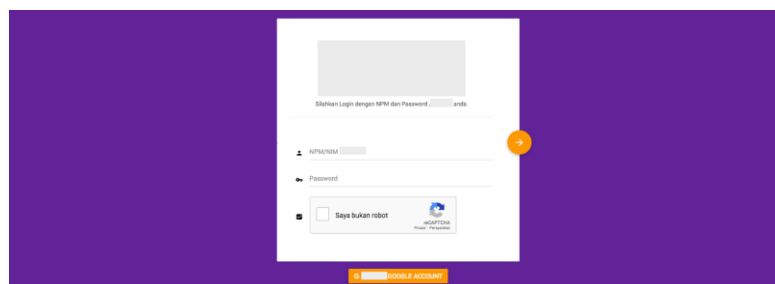 Silahkan Login dengan NPM dan Password anda
NPM/NIM
Password
Saya bukan robot
reCAPTCHA
Privasi - Persyaratan
G GOOGLE ACCOUNT